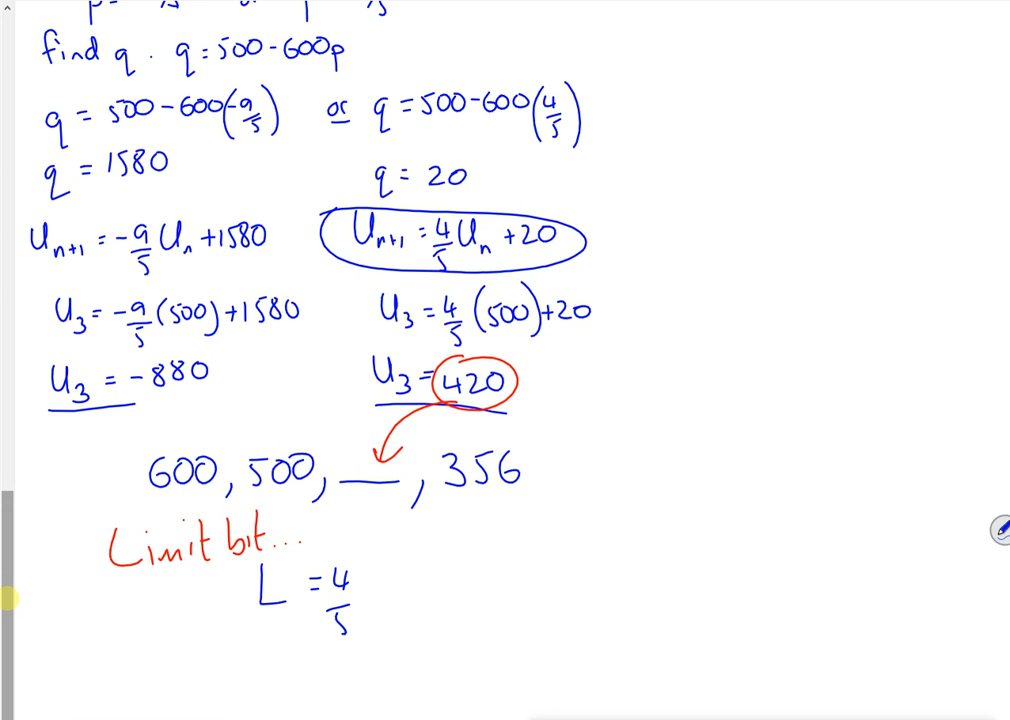 find q. q = 500 - 600p
q = 500 - 600(-9/5) or q = 500 - 600(4/5)
q = 1580 q = 20
Un+1 = -9/5 Un + 1580 Un+1 = 4/5 Un + 20
U3 = -9/5 (500) + 1580 U3 = 4/5 (500) + 20
U3 = -880 U3 = 420
600, 500, __, 356
Limit bit...
L = 4/5